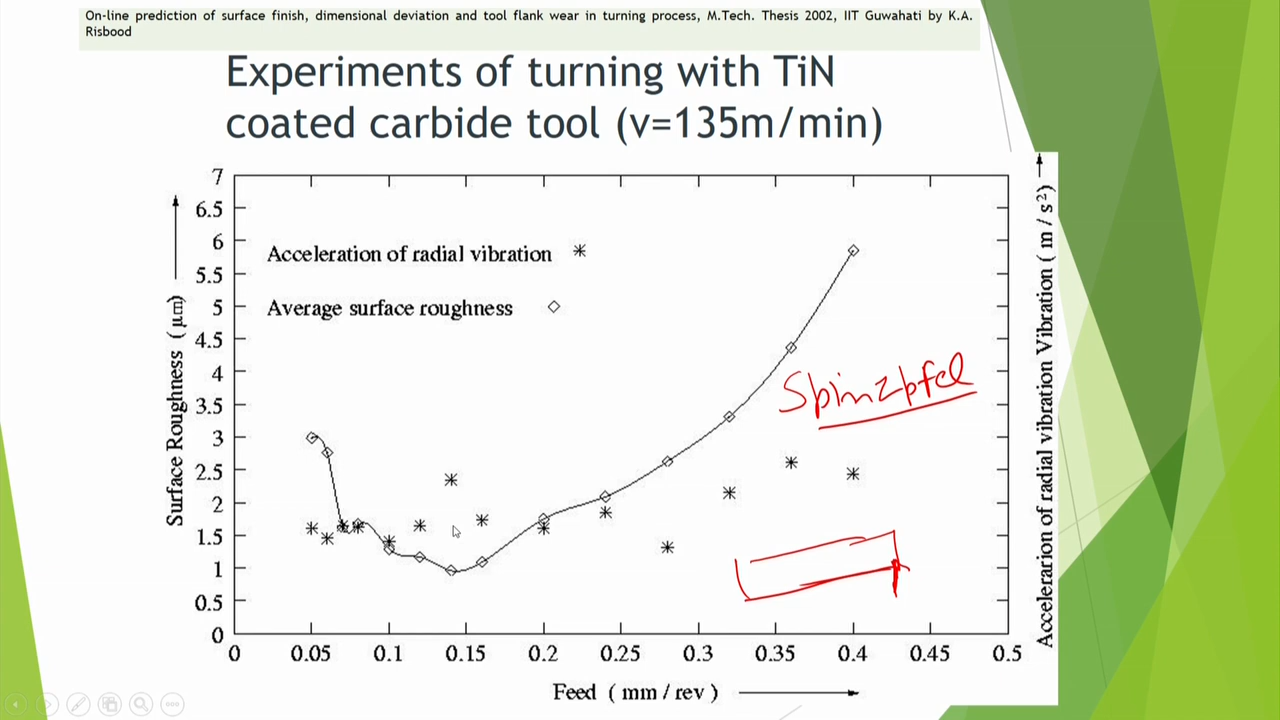 On-line prediction of surface finish, dimensional deviation and tool flank wear in turning process, M.Tech. Thesis 2002, IIT Guwahati by K.A.
Risbood
Experiments of turning with TiN
coated carbide tool (v=135m/min)
7
6.5
6
5.5
5
4.5
4
3.5
3
2.5
2
1.5
1
0.5
0
Surface Roughness ( μm)
Acceleration of radial vibration
Average surface roughness
Spinzpfel
0 0.05 0.1 0.15 0.2 0.25 0.3 0.35 0.4 0.45 0.5
Feed ( mm / rev )
Accelerarion of radial vibration Vibration ( m / s²)